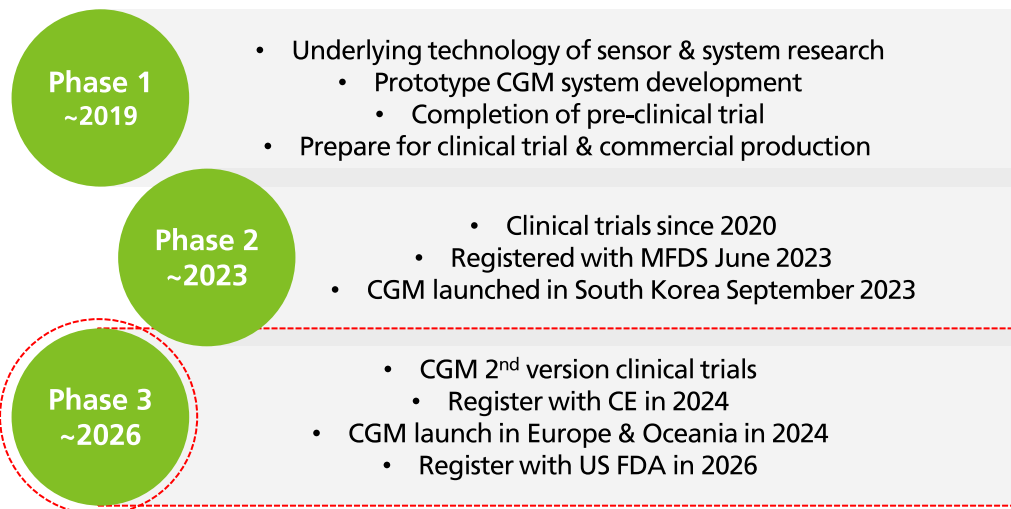 Phase 1
~2019
• Underlying technology of sensor & system research
• Prototype CGM system development
• Completion of pre-clinical trial
• Prepare for clinical trial & commercial production
Phase 2
~2023
• Clinical trials since 2020
• Registered with MFDS June 2023
• CGM launched in South Korea September 2023
Phase 3
~2026
• CGM 2nd version clinical trials
• Register with CE in 2024
• CGM launch in Europe & Oceania in 2024
• Register with US FDA in 2026